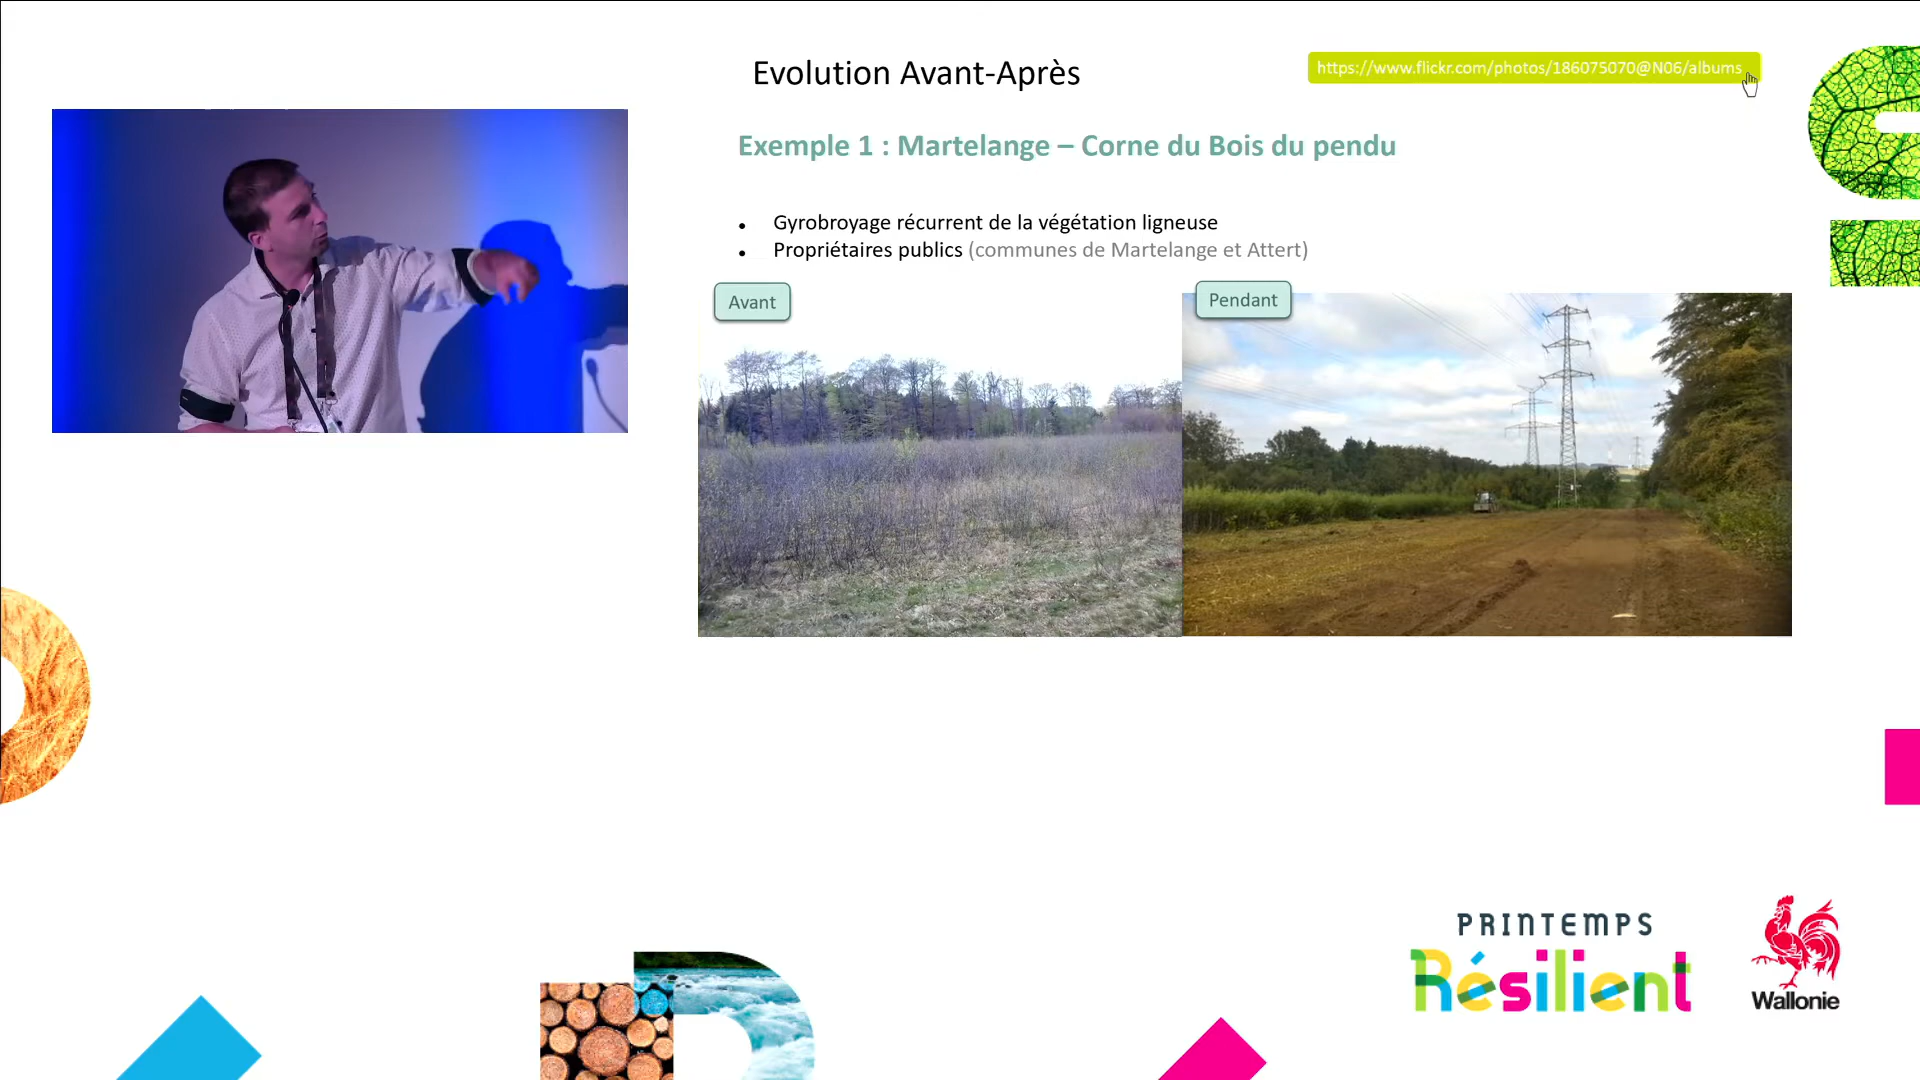 Evolution Avant-Après
https://www.flickr.com/photos/186075070@N06/albums
Exemple 1 : Martelange – Corne du Bois du pendu
• Gyrobroyage récurrent de la végétation ligneuse
• Propriétaires publics (communes de Martelange et Attert)
Avant
Pendant
PRINTEMPS
Résilient
Wallonie